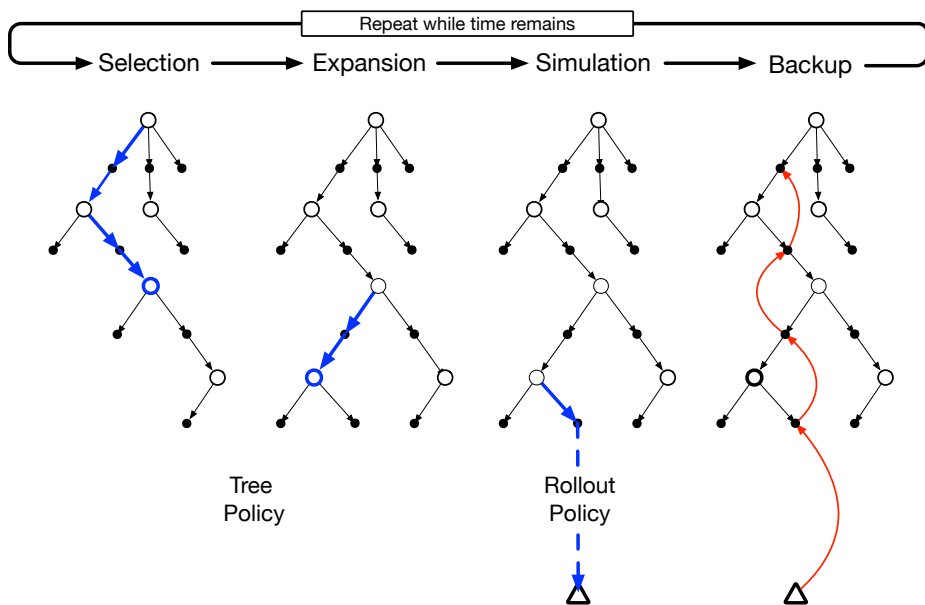 Repeat while time remains
Selection
Expansion
Simulation
Backup
Tree
Policy
Rollout
Policy